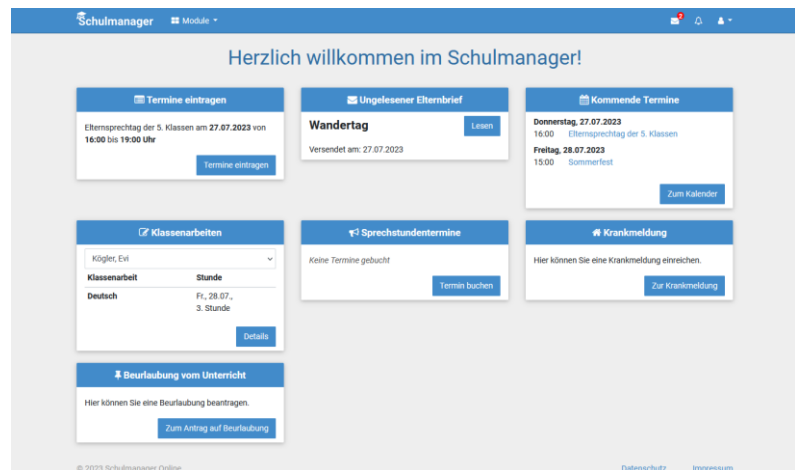 Schulmanager
Module
2
Herzlich willkommen im Schulmanager!
Termine eintragen
Elternsprechtag der 5. Klassen am 27.07.2023 von
16:00 bis 19:00 Uhr
Termine eintragen
Ungelesener Elternbrief
Wandertag
Lesen
Versendet am: 27.07.2023
Kommende Termine
Donnerstag, 27.07.2023
16:00 Elternsprechtag der 5. Klassen
Freitag, 28.07.2023
15:00 Sommerfest
Zum Kalender
Klassenarbeiten
Kögler, Evi
Klassenarbeit Stunde
Deutsch Fr., 28.07.,
3. Stunde
Details
Sprechstundentermine
Keine Termine gebucht
Termin buchen
Krankmeldung
Hier können Sie eine Krankmeldung einreichen.
Zur Krankmeldung
Beurlaubung vom Unterricht
Hier können Sie eine Beurlaubung beantragen.
Zum Antrag auf Beurlaubung
© 2023 Schulmanager Online
Datenschutz Impressum